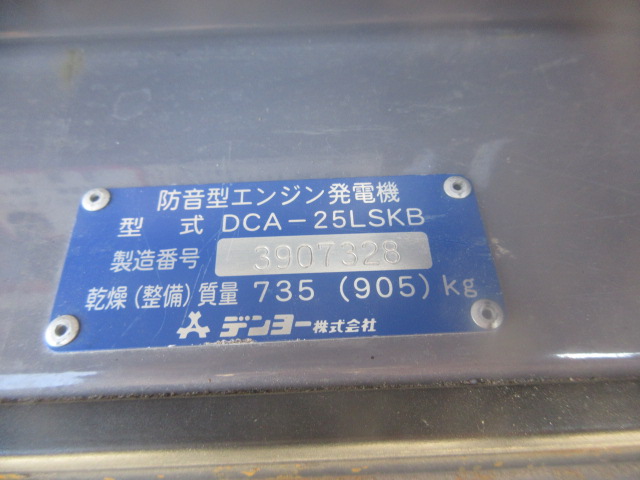 防音型エンジン発電機
型 式 DCA-25LSKB
製造番号 3907328
乾燥(整備)質量 735 (905) kg
デンヨー株式会社